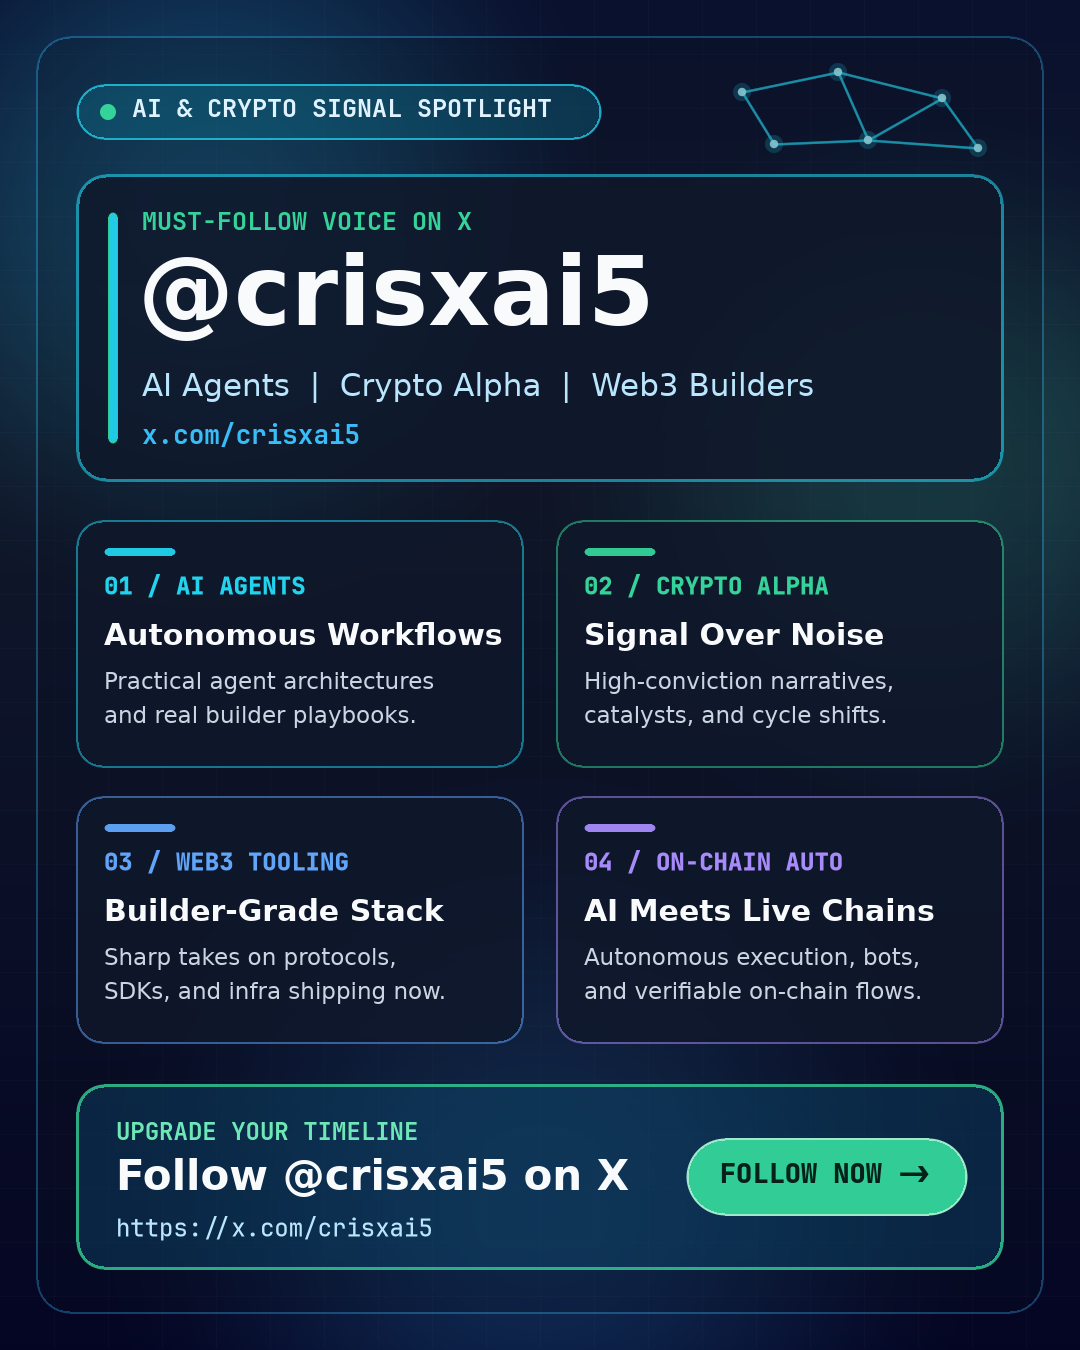 AI & CRYPTO SIGNAL SPOTLIGHT
MUST-FOLLOW VOICE ON X
@crisxai5
AI Agents | Crypto Alpha | Web3 Builders
x.com/crisxai5
01 / AI AGENTS
Autonomous Workflows
Practical agent architectures
and real builder playbooks.
02 / CRYPTO ALPHA
Signal Over Noise
High-conviction narratives,
catalysts, and cycle shifts.
03 / WEB3 TOOLING
Builder-Grade Stack
Sharp takes on protocols,
SDKs, and infra shipping now.
04 / ON-CHAIN AUTO
AI Meets Live Chains
Autonomous execution, bots,
and verifiable on-chain flows.
UPGRADE YOUR TIMELINE
Follow @crisxai5 on X
https://x.com/crisxai5
FOLLOW NOW →